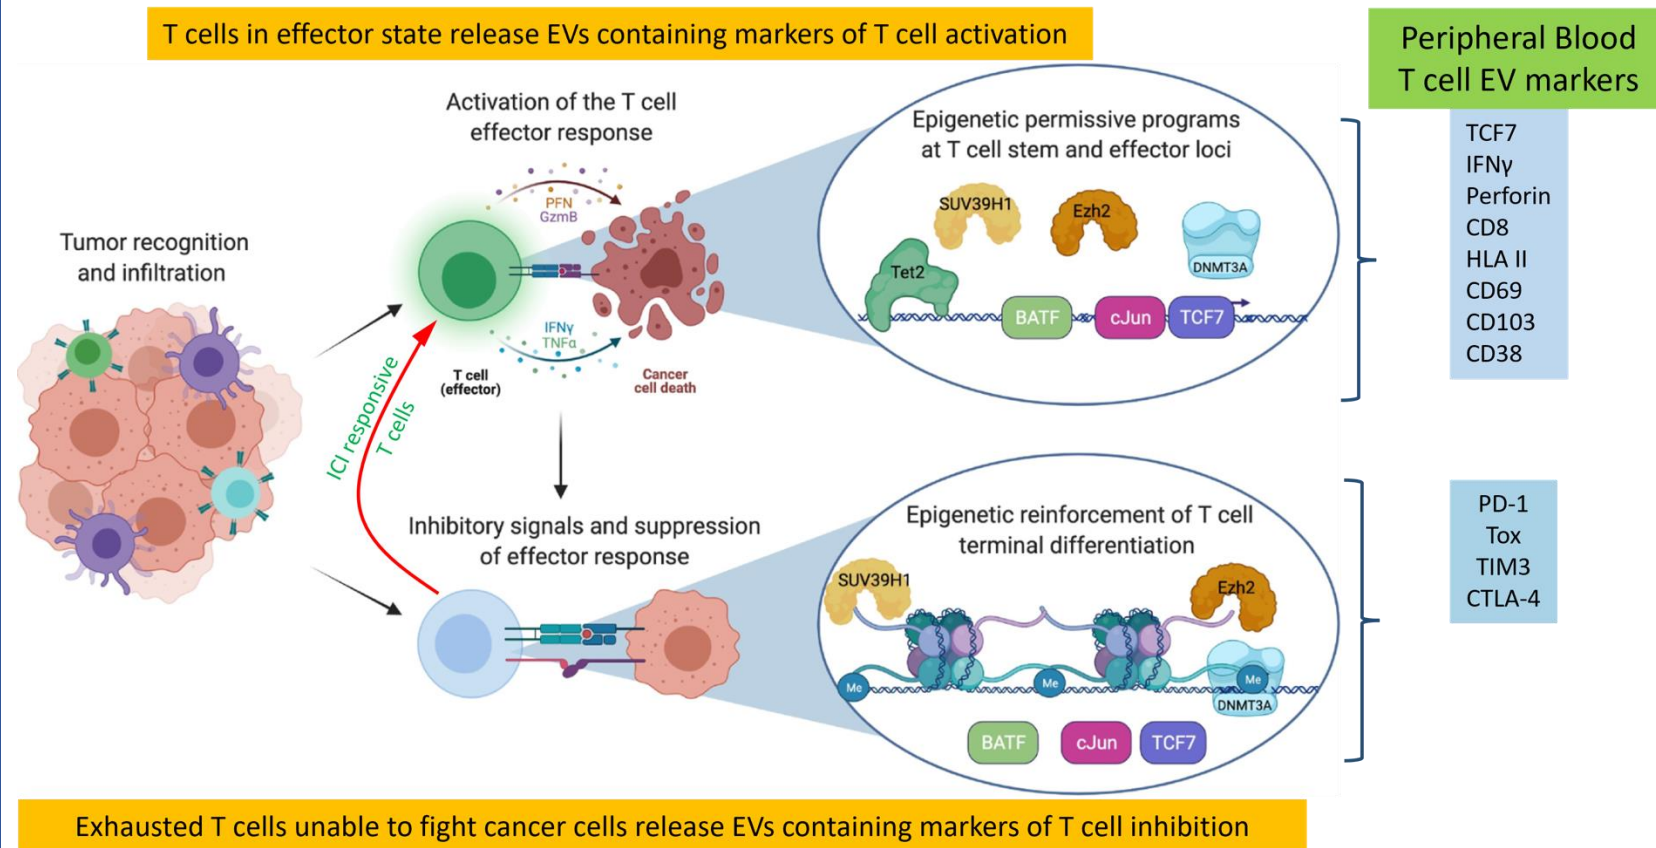 T cells in effector state release EVs containing markers of T cell activation
Peripheral Blood
T cell EV markers
Tumor recognition
and infiltration
Activation of the T cell
effector response
PFN
GzmB
IFNγ
TNFα
T cell
(effector)
Cancer
cell death
ICI responsive
T cells
Epigenetic permissive programs
at T cell stem and effector loci
SUV39H1
Ezh2
DNMT3A
Tet2
BATF
cJun
TCF7
TCF7
IFNγ
Perforin
CD8
HLA II
CD69
CD103
CD38
Inhibitory signals and suppression
of effector response
Epigenetic reinforcement of T cell
terminal differentiation
SUV39H1
Ezh2
Me
Me
Me
DNMT3A
BATF
cJun
TCF7
PD-1
Tox
TIM3
CTLA-4
Exhausted T cells unable to fight cancer cells release EVs containing markers of T cell inhibition